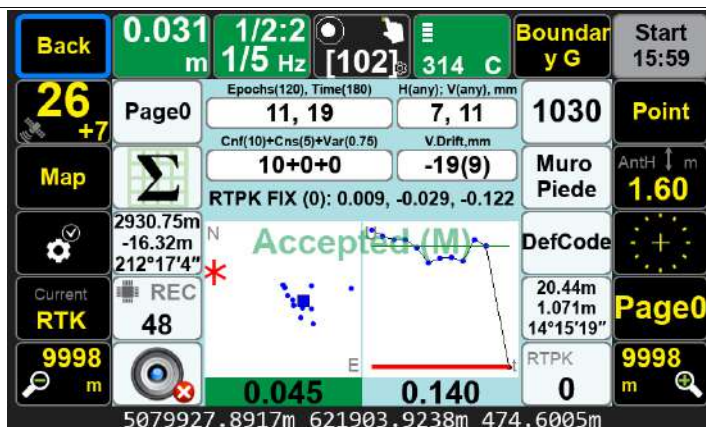 Back
0.031
m
1/2:2
1/5 Hz
[102]
314 C
Boundar
y G
Start
15:59
26
+7
Page0
Epochs(120), Time(180)
11, 19
H(any); V(any), mm
7, 11
1030
Point
Map
Σ
Cnf(10)+Cns(5)+Var(0.75)
10+0+0
V.Drift,mm
-19(9)
Muro
Piede
AntH m
1.60
RTPK FIX (0): 0.009, -0.029, -0.122
2930.75m
-16.32m
212°17'4"
N
Accepted (M)
DefCode
Current
RTK
REC
48
20.44m
1.071m
14°15'19"
Page0
E
t
9998
m
0.045
0.140
RTPK
0
9998
m
5079927.8917m 621903.9238m 474.6005m